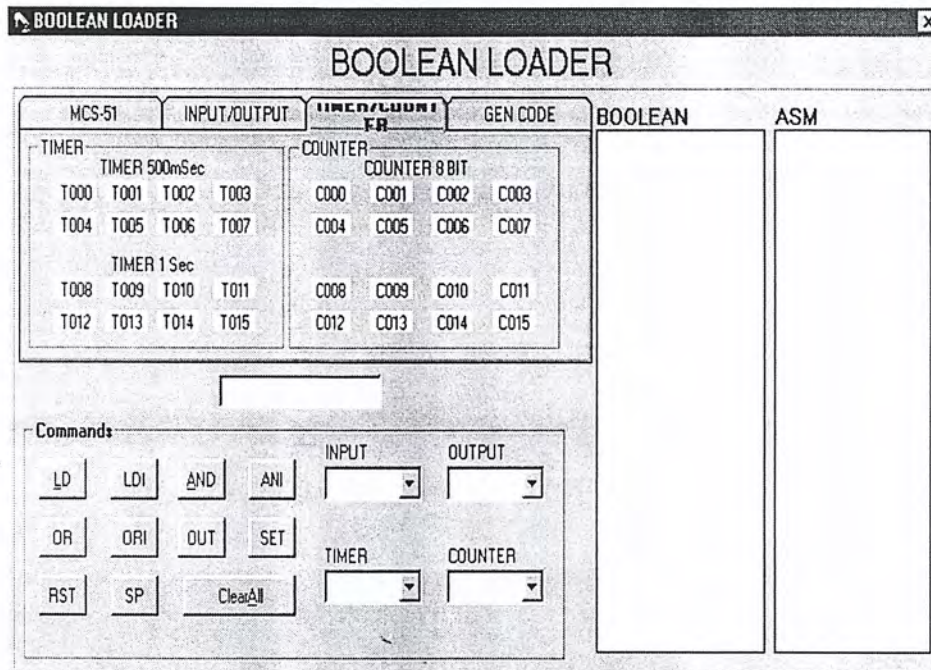 BOOLEAN LOADER
BOOLEAN LOADER
MCS-51 INPUT/OUTPUT TIMER/COUNT ER GEN CODE
BOOLEAN ASM
TIMER COUNTER
TIMER 500mSec COUNTER 8 BIT
T000 T001 T002 T003 C000 C001 C002 C003
T004 T005 T006 T007 C004 C005 C006 C007
TIMER 1 Sec
T008 T009 T010 T011 C008 C009 C010 C011
T012 T013 T014 T015 C012 C013 C014 C015
Commands
INPUT OUTPUT
LD LDI AND ANI
OR ORI OUT SET
TIMER COUNTER
RST SP ClearAll